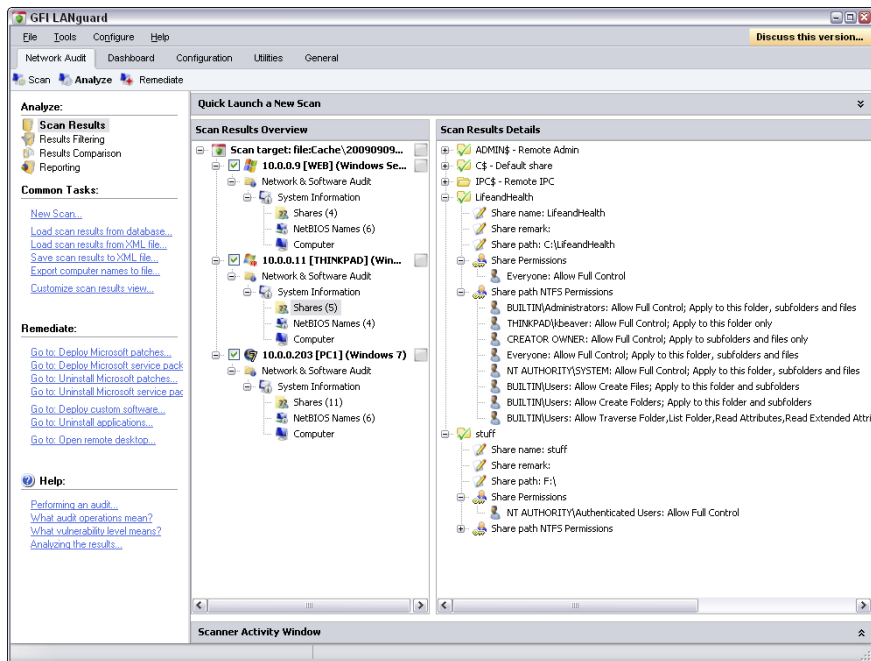 GFI LANguard
File Tools Configure Help
Discuss this version...
Network Audit Dashboard Configuration Utilities General
Scan Analyze Remediate
Analyze:
Scan Results
Results Filtering
Results Comparison
Reporting
Common Tasks:
New Scan...
Load scan results from database...
Load scan results from XML file...
Save scan results to XML file...
Export computer names to file...
Customize scan results view...
Remediate:
Go to: Deploy Microsoft patches...
Go to: Deploy Microsoft service pack
Go to: Uninstall Microsoft patches...
Go to: Uninstall Microsoft service pac
Go to: Deploy custom software...
Go to: Uninstall applications...
Go to: Open remote desktop...
Help:
Performing an audit...
What audit operations mean?
What vulnerability level means?
Analyzing the results...
Quick Launch a New Scan
Scan Results Overview
Scan target: file:Cache\20090909...
10.0.0.9 [WEB] (Windows Se...
Network & Software Audit
System Information
Shares (4)
NetBIOS Names (6)
Computer
10.0.0.11 [THINKPAD] (Win...
Network & Software Audit
System Information
Shares (5)
NetBIOS Names (4)
Computer
10.0.0.203 [PC1] (Windows 7)
Network & Software Audit
System Information
Shares (11)
NetBIOS Names (6)
Computer
Scan Results Details
ADMIN$ - Remote Admin
C$ - Default share
IPC$ - Remote IPC
LifeandHealth
Share name: LifeandHealth
Share remark:
Share path: C:\LifeandHealth
Share Permissions
Everyone: Allow Full Control
Share path NTFS Permissions
BUILTIN\Administrators: Allow Full Control; Apply to this folder, subfolders and files
THINKPAD\kbeaver: Allow Full Control; Apply to this folder only
CREATOR OWNER: Allow Full Control; Apply to subfolders and files only
Everyone: Allow Full Control; Apply to this folder, subfolders and files
NT AUTHORITY\SYSTEM: Allow Full Control; Apply to this folder, subfolders and files
BUILTIN\Users: Allow Create Files; Apply to this folder and subfolders
BUILTIN\Users: Allow Create Folders; Apply to this folder and subfolders
BUILTIN\Users: Allow Traverse Folder,List Folder,Read Attributes,Read Extended Attri
stuff
Share name: stuff
Share remark:
Share path: F:\
Share Permissions
NT AUTHORITY\Authenticated Users: Allow Full Control
Share path NTFS Permissions
Scanner Activity Window